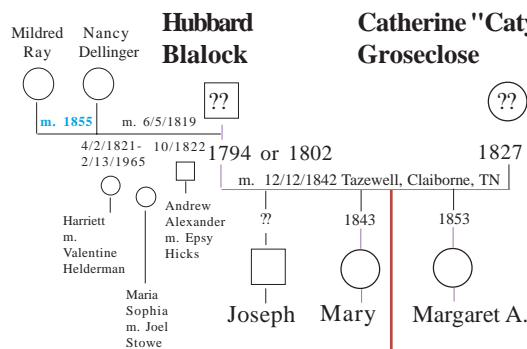 Mildred
Ray
Nancy
Dellinger
Hubbard
Blalock
Catherine "Caty
Groseclose
??
??
m. 1855
m. 6/5/1819
4/2/1821-
2/13/1965
10/1822
1794 or 1802
1827
m. 12/12/1842 Tazewell, Claiborne, TN
Harriett
m.
Valentine
Helderman
Maria
Sophia
m. Joel
Stowe
Andrew
Alexander
m. Epsy
Hicks
??
1843
1853
Joseph
Mary
Margaret A.